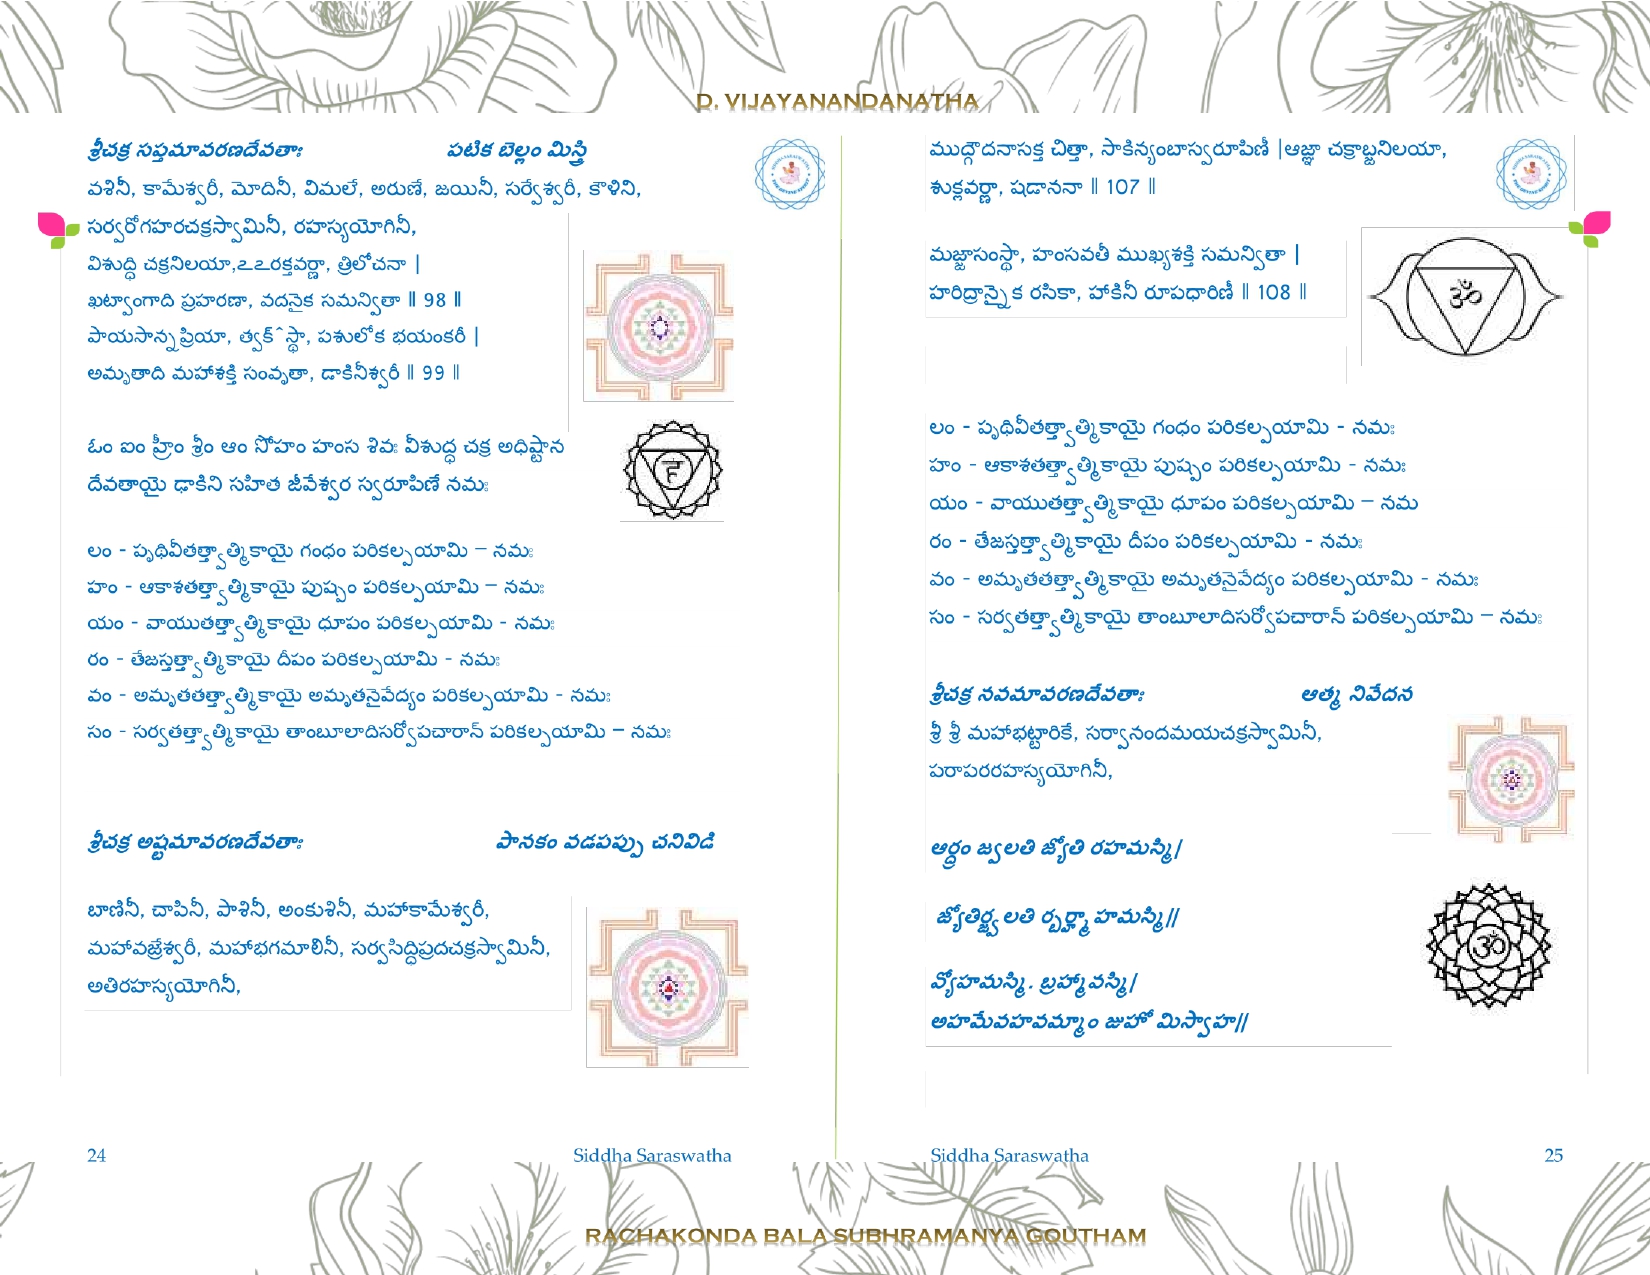 D. VIJAYANANDANATHA
శ్రీచక్ర సప్తమావరణదేవతాః పటిక బెల్లం మిస్త్రి
వశినీ, కామేశ్వరీ, మోదినీ, విమలే, అరుణే, జయినీ, సర్వేశ్వరీ, కౌళిని,
సర్వరోగహరచక్రస్వామినీ, రహస్యయోగినీ,
విశుద్ధి చక్రనిలయా,ఽఽరక్తవర్ణా, త్రిలోచనా |
ఖట్వాంగాది ప్రహరణా, వదనైక సమన్వితా ‖ 98 ‖
పాయసాన్నప్రియా, త్వక్^స్థా, పశులోక భయంకరీ |
అమృతాది మహాశక్తి సంవృతా, డాకినీశ్వరీ ‖ 99 ‖
ఓం ఐం హ్రీం శ్రీం ఆం సోహం హంస శివః వీశుద్ధ చక్ర అధిష్టాన
దేవతాయై ఢాకిని సహిత జీవేశ్వర స్వరూపిణే నమః
లం - పృథివీతత్త్వాత్మికాయై గంధం పరికల్పయామి – నమః
హం - ఆకాశతత్త్వాత్మికాయై పుష్పం పరికల్పయామి – నమః
యం - వాయుతత్త్వాత్మికాయై ధూపం పరికల్పయామి - నమః
రం - తేజస్తత్త్వాత్మికాయై దీపం పరికల్పయామి - నమః
వం - అమృతతత్త్వాత్మికాయై అమృతనైవేద్యం పరికల్పయామి - నమః
సం - సర్వతత్త్వాత్మికాయై తాంబూలాదిసర్వోపచారాన్ పరికల్పయామి – నమః
శ్రీచక్ర అష్టమావరణదేవతాః పానకం వడపప్పు చనివిడి
బాణినీ, చాపినీ, పాశినీ, అంకుశినీ, మహాకామేశ్వరీ,
మహావజ్రేశ్వరీ, మహాభగమాలినీ, సర్వసిద్ధిప్రదచక్రస్వామినీ,
అతిరహస్యయోగినీ,
24 Siddha Saraswatha
ముద్గౌదనాసక్త చిత్తా, సాకిన్యంబాస్వరూపిణీ |ఆజ్ఞా చక్రాబ్జనిలయా,
శుక్లవర్ణా, షడాననా ‖ 107 ‖
మజ్జాసంస్థా, హంసవతీ ముఖ్యశక్తి సమన్వితా |
హరిద్రాన్నైక రసికా, హాకినీ రూపధారిణీ ‖ 108 ‖
ॐ
లం - పృథివీతత్త్వాత్మికాయై గంధం పరికల్పయామి - నమః
హం - ఆకాశతత్త్వాత్మికాయై పుష్పం పరికల్పయామి - నమః
యం - వాయుతత్త్వాత్మికాయై ధూపం పరికల్పయామి – నమ
రం - తేజస్తత్త్వాత్మికాయై దీపం పరికల్పయామి - నమః
వం - అమృతతత్త్వాత్మికాయై అమృతనైవేద్యం పరికల్పయామి - నమః
సం - సర్వతత్త్వాత్మికాయై తాంబూలాదిసర్వోపచారాన్ పరికల్పయామి – నమః
శ్రీచక్ర నవమావరణదేవతాః ఆత్మ నివేదన
శ్రీ శ్రీ మహాభట్టారికే, సర్వానందమయచక్రస్వామినీ,
పరాపరరహస్యయోగినీ,
ఆర్ద్రం జ్వలతి జ్యోతి రహమస్మి|
జ్యోతిర్జ్వలతి ర్బ్రహ్మాహమస్మి||
ॐ
వ్యోహమస్మి. బ్రహ్మావస్మి|
అహమేవహవమ్మాం జుహో మిస్వాహ||
Siddha Saraswatha 25
RACHAKONDA BALA SUBHRAMANYA GOUTHAM